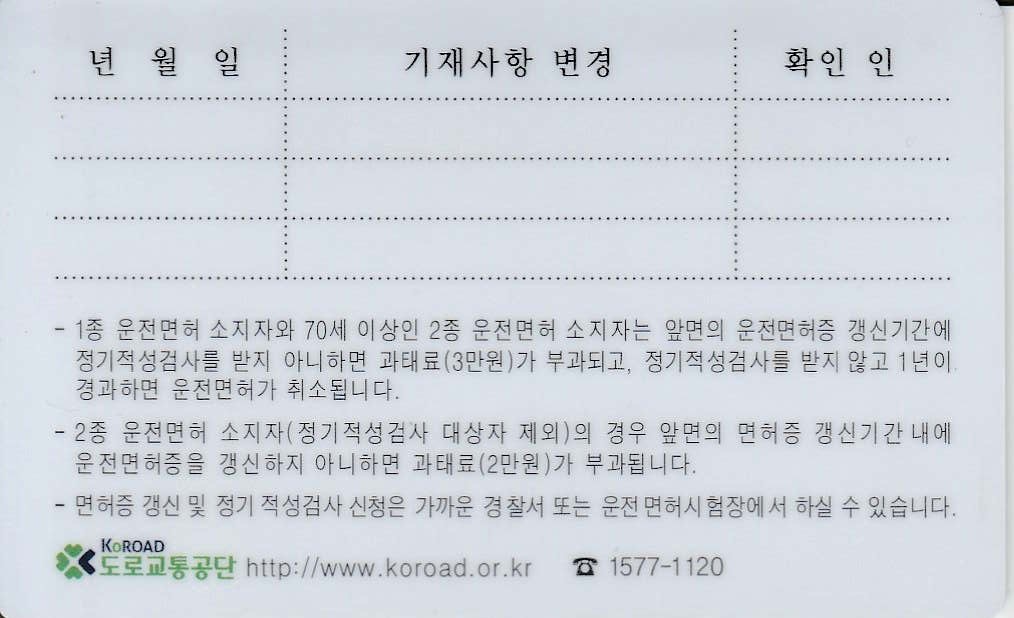 년 월 일 기재사항 변경 확인 인
- 1종 운전면허 소지자와 70세 이상인 2종 운전면허 소지자는 앞면의 운전면허증 갱신기간에
정기적성검사를 받지 아니하면 과태료(3만원)가 부과되고, 정기적성검사를 받지 않고 1년이
경과하면 운전면허가 취소됩니다.
- 2종 운전면허 소지자(정기적성검사 대상자 제외)의 경우 앞면의 면허증 갱신기간 내에
운전면허증을 갱신하지 아니하면 과태료(2만원)가 부과됩니다.
- 면허증 갱신 및 정기 적성검사 신청은 가까운 경찰서 또는 운전면허시험장에서 하실 수 있습니다.
KoROAD
도로교통공단 http://www.koroad.or.kr ☎ 1577-1120